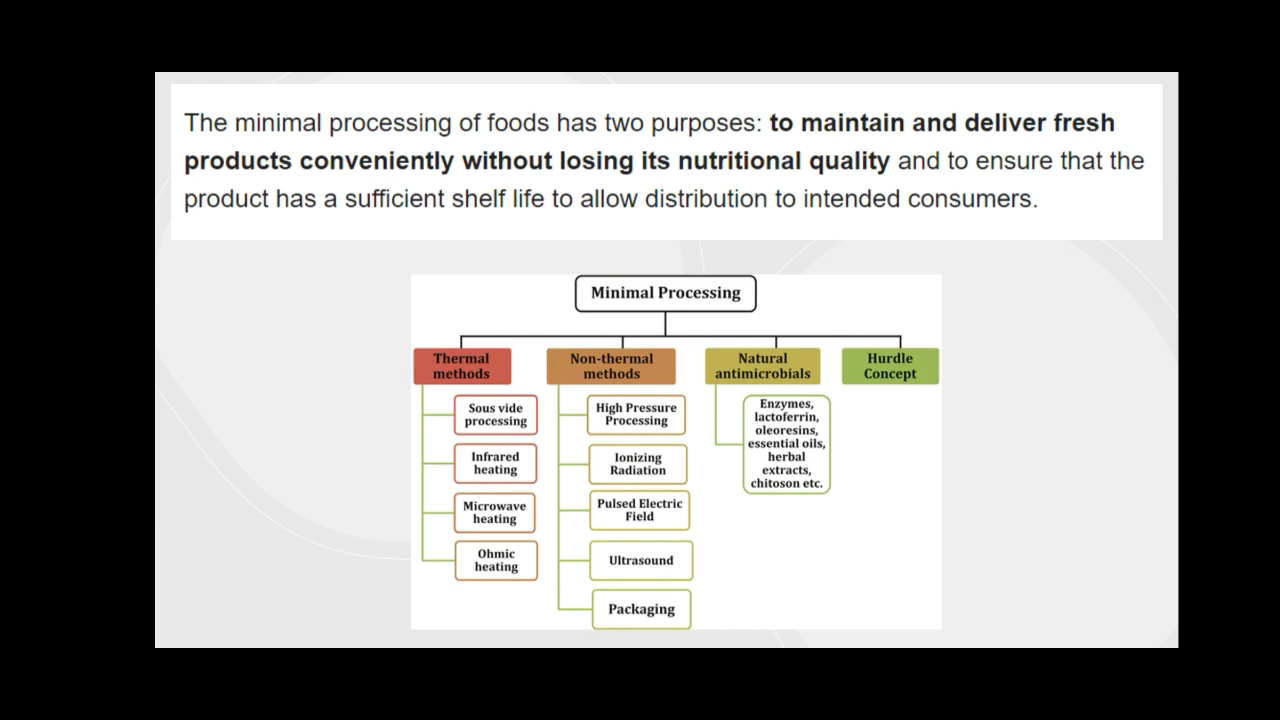 The minimal processing of foods has two purposes: to maintain and deliver fresh
products conveniently without losing its nutritional quality and to ensure that the
product has a sufficient shelf life to allow distribution to intended consumers.
Minimal Processing
Thermal
methods
Sous vide
processing
Infrared
heating
Microwave
heating
Ohmic
heating
Non-thermal
methods
High Pressure
Processing
Ionizing
Radiation
Pulsed Electric
Field
Ultrasound
Packaging
Natural
antimicrobials
Enzymes,
lactoferrin,
oleoresins,
essential oils,
herbal
extracts,
chitoson etc.
Hurdle
Concept